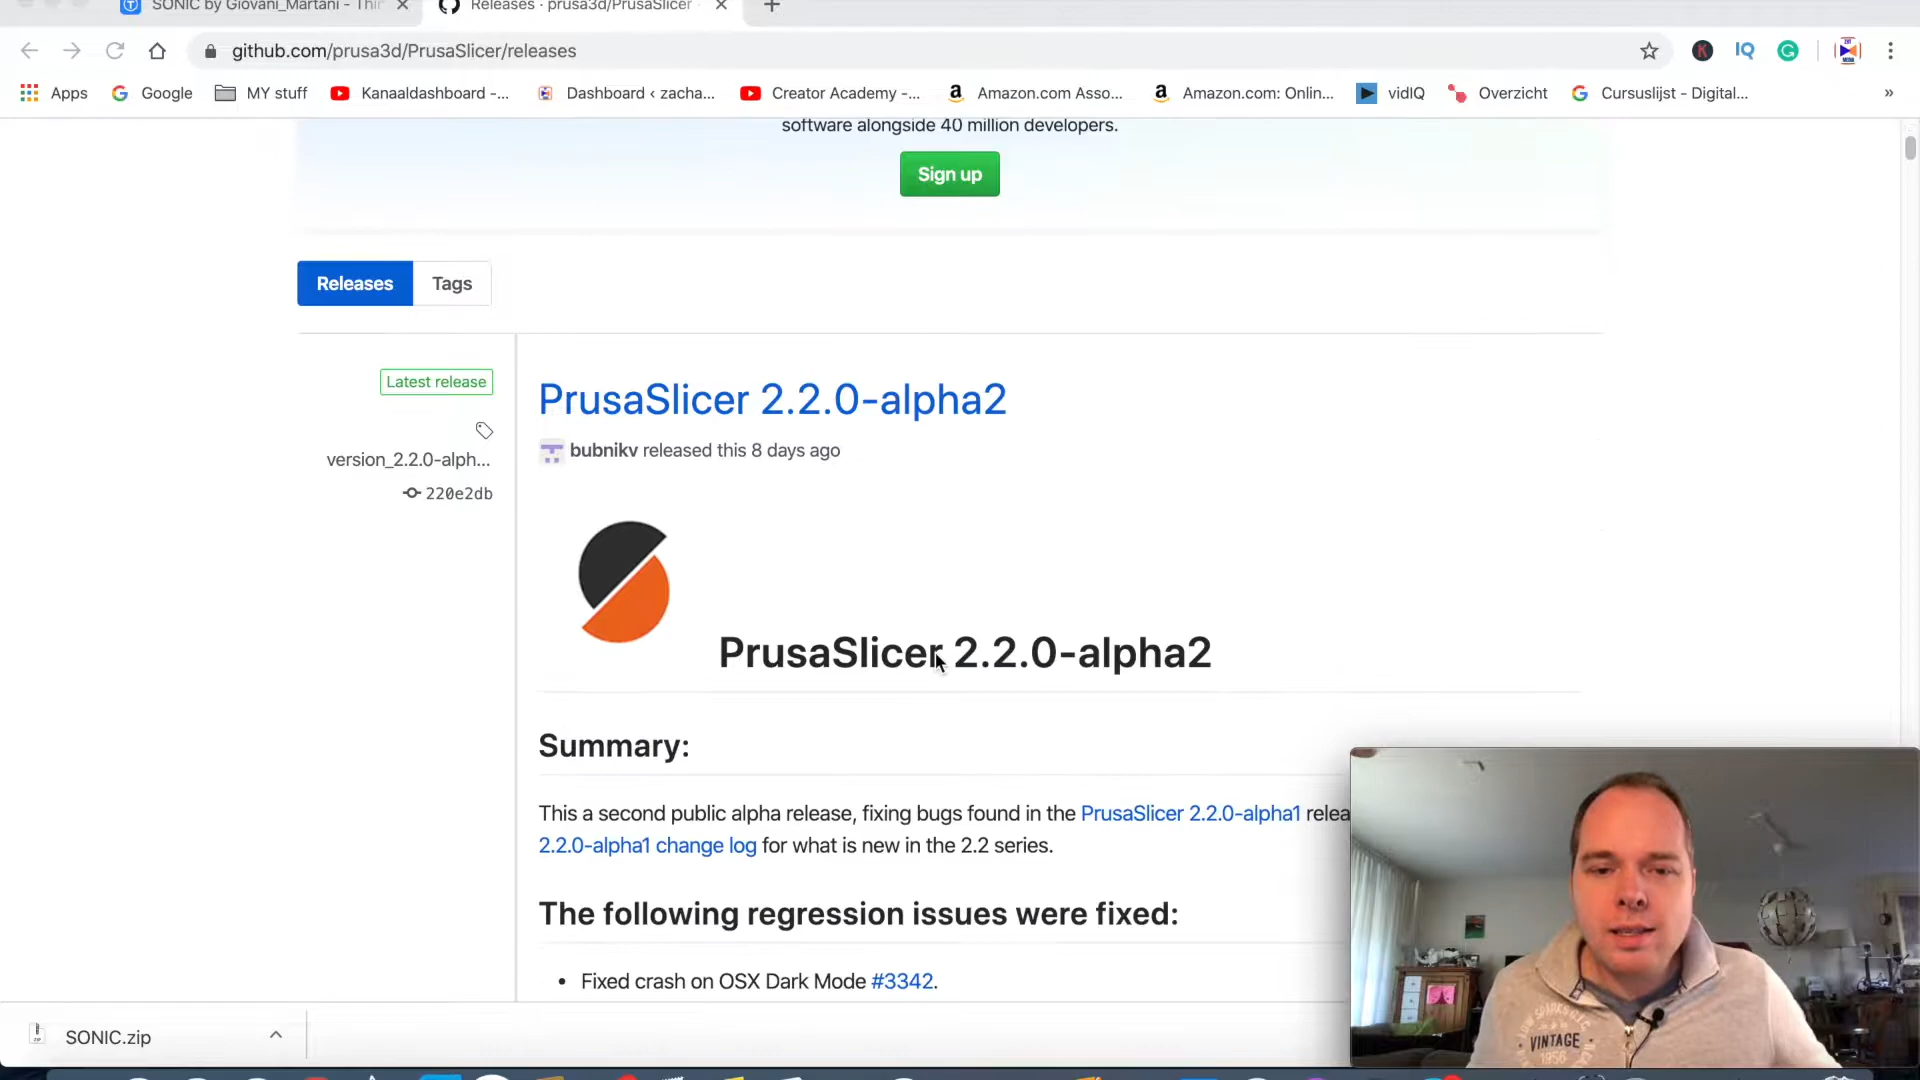 SONIC by Giovani_Martani - Thin
Releases · prusa3d/PrusaSlicer
github.com/prusa3d/PrusaSlicer/releases
Apps
Google
MY stuff
Kanaaldashboard -...
Dashboard ‹ zacha...
Creator Academy -...
Amazon.com Asso...
Amazon.com: Onlin...
vidIQ
Overzicht
Cursuslijst - Digital...
»
software alongside 40 million developers.
Sign up
Releases
Tags
Latest release
version_2.2.0-alph...
220e2db
PrusaSlicer 2.2.0-alpha2
bubnikv released this 8 days ago
PrusaSlicer 2.2.0-alpha2
Summary:
This a second public alpha release, fixing bugs found in the PrusaSlicer 2.2.0-alpha1 relea
2.2.0-alpha1 change log for what is new in the 2.2 series.
The following regression issues were fixed:
• Fixed crash on OSX Dark Mode #3342.
SONIC.zip
VINTAGE
1956